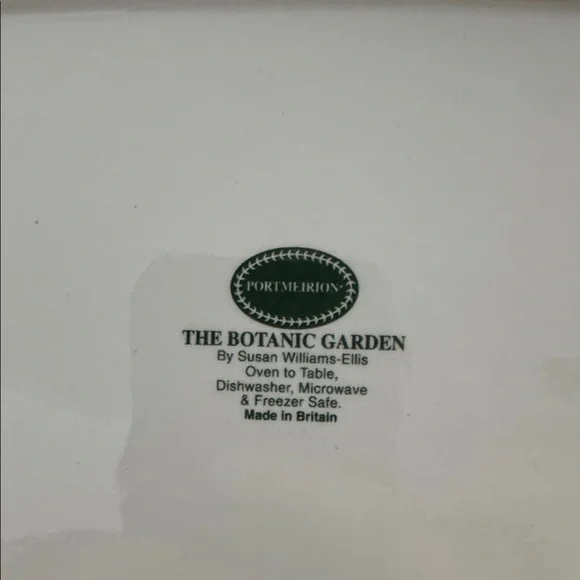 PORTMEIRION®
THE BOTANIC GARDEN
By Susan Williams-Ellis
Oven to Table,
Dishwasher, Microwave
& Freezer Safe.
Made in Britain